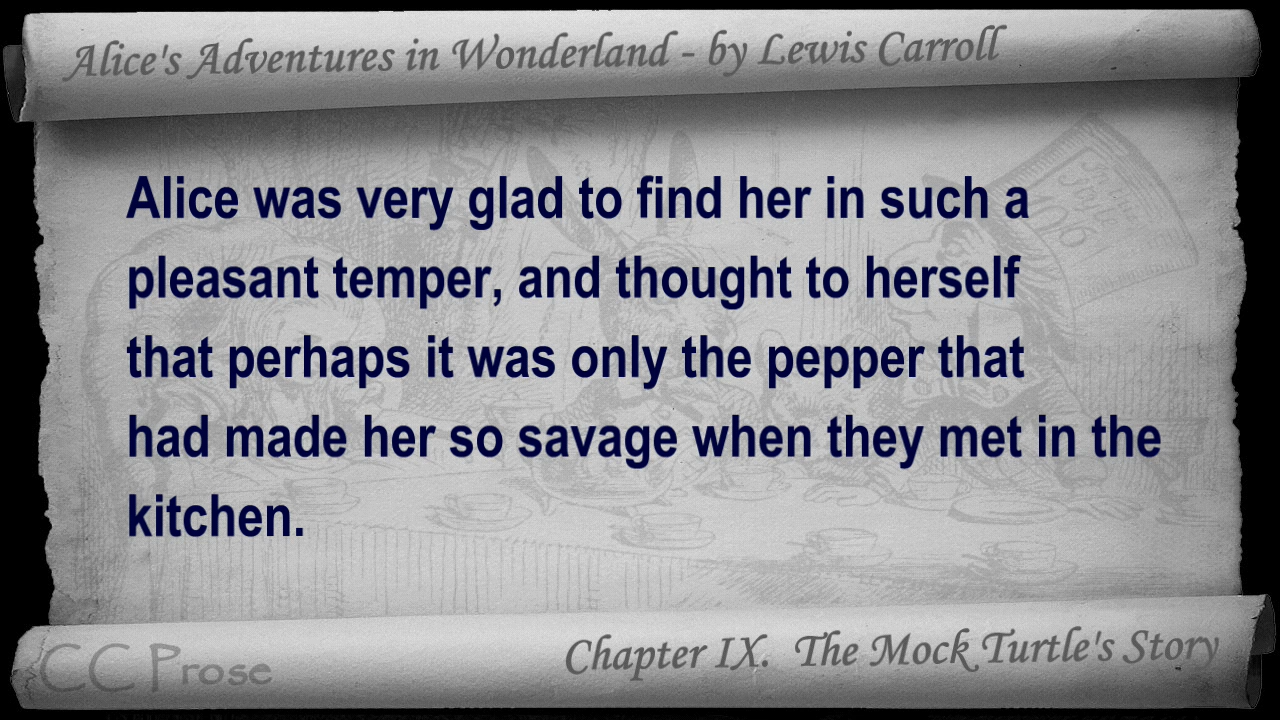 Alice's Adventures in Wonderland - by Lewis Carroll
Alice was very glad to find her in such a
pleasant temper, and thought to herself
that perhaps it was only the pepper that
had made her so savage when they met in the
kitchen.
CC Prose
Chapter IX. The Mock Turtle's Story